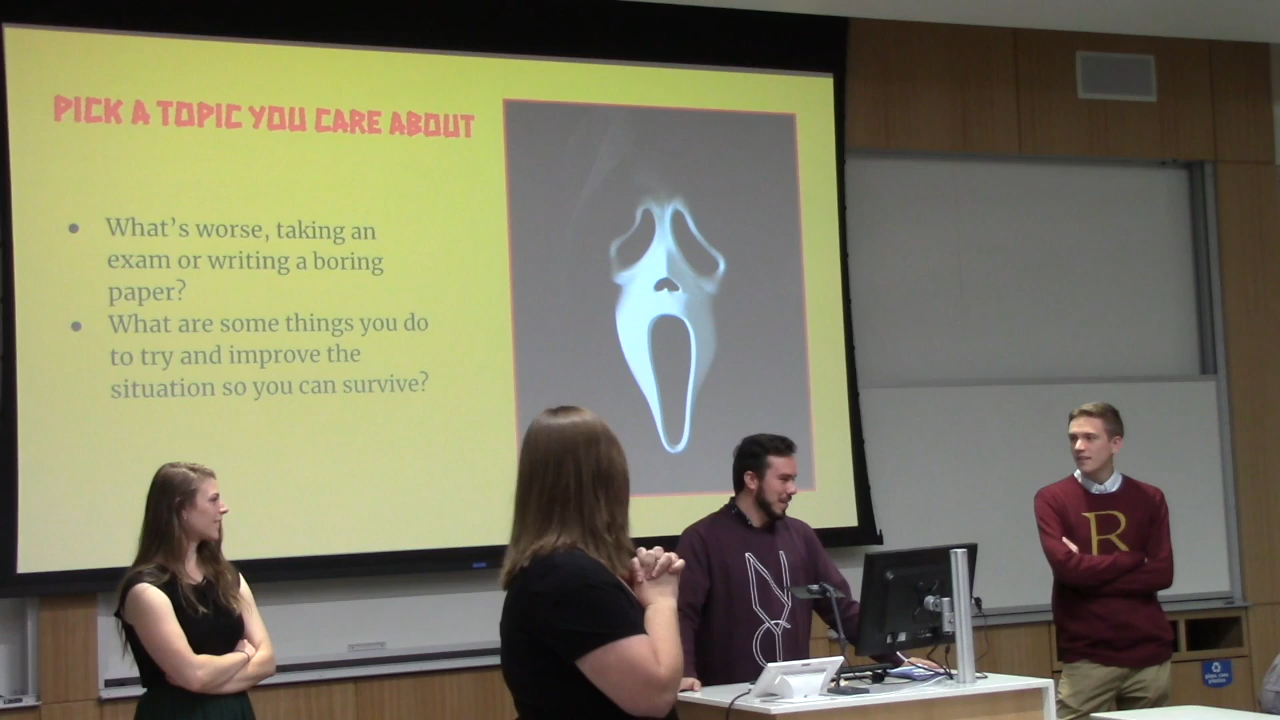 PICK A TOPIC YOU CARE ABOUT
● What's worse, taking an
exam or writing a boring
paper?
● What are some things you do
to try and improve the
situation so you can survive?
R